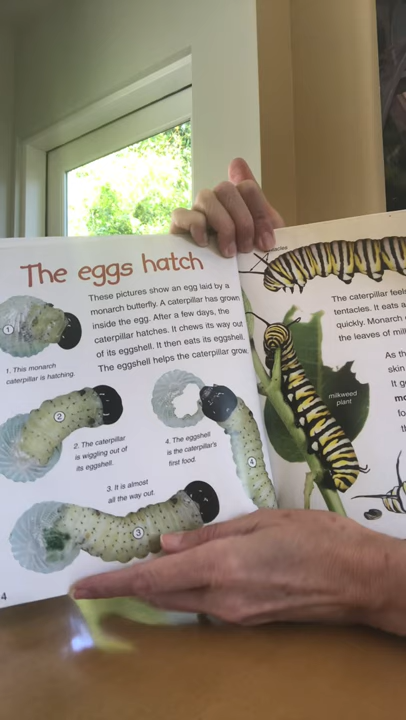 The eggs hatch
These pictures show an egg laid by a
monarch butterfly. A caterpillar has grown
inside the egg. After a few days, the
caterpillar hatches. It chews its way out
of its eggshell. It then eats its eggshell.
The eggshell helps the caterpillar grow.
1
1. This monarch
caterpillar is hatching.
2
2. The caterpillar
is wiggling out of
its eggshell.
4. The eggshell
is the caterpillar's
first food.
4
3. It is almost
all the way out.
3
4
The caterpillar
tentacles. It eats
quickly. Monarch
the leaves of
milkweed
plant
As
skin
It